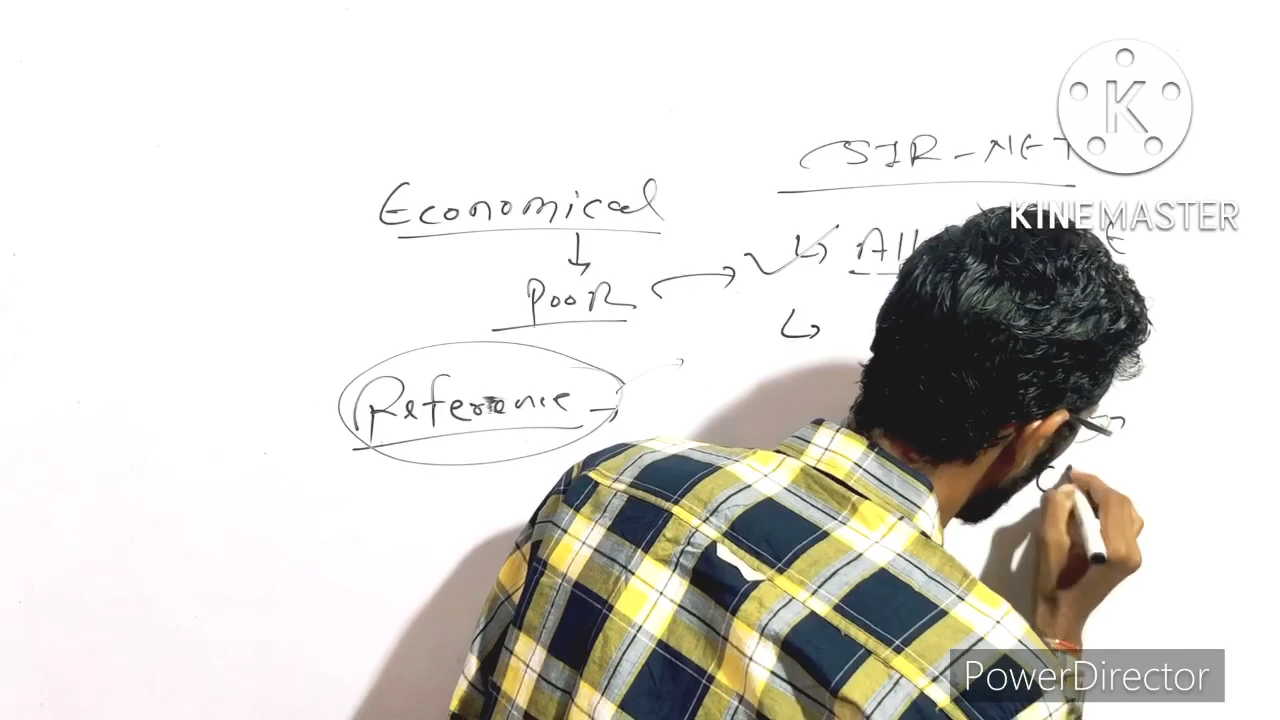 CSIR-NET
Economical
All
PooR
Reference
K
KINEMASTER
PowerDirector